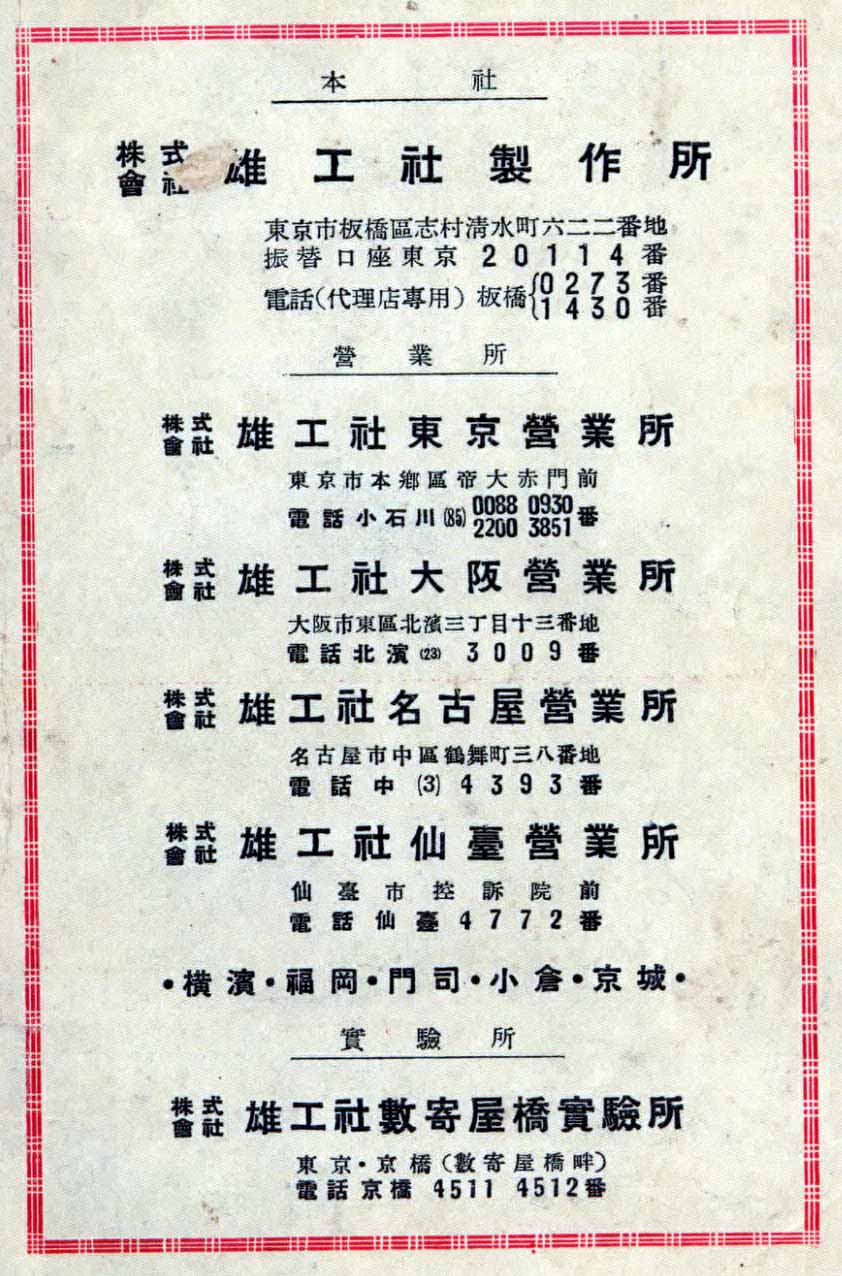 本社
株式會社 雄工社製作所
東京市板橋區志村清水町六二二番地
振替口座東京 20114番
電話(代理店專用) 板橋{0273番
1430番
營業所
株式會社 雄工社東京營業所
東京市本鄕區帝大赤門前
電話小石川(85) 0088 0930
2200 3851番
株式會社 雄工社大阪營業所
大阪市東區北濱三丁目十三番地
電話北濱(23) 3009番
株式會社 雄工社名古屋營業所
名古屋市中區鶴舞町三八番地
電話中(3) 4393番
株式會社 雄工社仙臺營業所
仙臺市控訴院前
電話仙臺4772番
・横濱・福岡・門司・小倉・京城・
實驗所
株式會社 雄工社數寄屋橋實驗所
東京・京橋(數寄屋橋畔)
電話京橋 4511 4512番